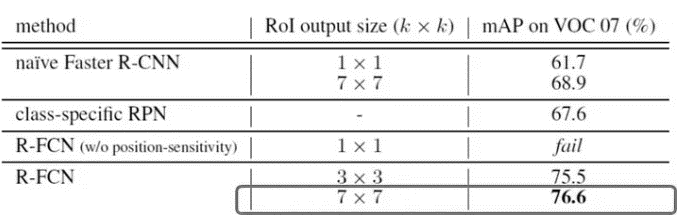 method | RoI output size (k × k) | mAP on VOC 07 (%)
naïve Faster R-CNN | 1 × 1 | 61.7
7 × 7 | 68.9
class-specific RPN | - | 67.6
R-FCN (w/o position-sensitivity) | 1 × 1 | fail
R-FCN | 3 × 3 | 75.5
7 × 7 | 76.6